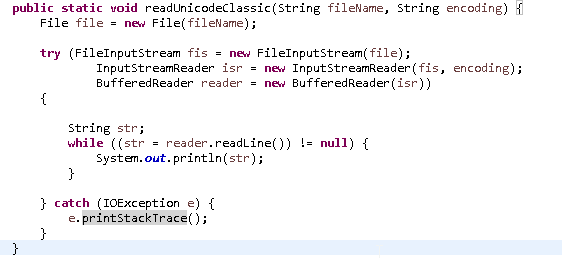 public static void readUnicodeClassic(String fileName, String encoding) {
    File file = new File(fileName);

    try (FileInputStream fis = new FileInputStream(file);
            InputStreamReader isr = new InputStreamReader(fis, encoding);
            BufferedReader reader = new BufferedReader(isr))
    {

        String str;
        while ((str = reader.readLine()) != null) {
            System.out.println(str);
        }

    } catch (IOException e) {
        e.printStackTrace();
    }
}